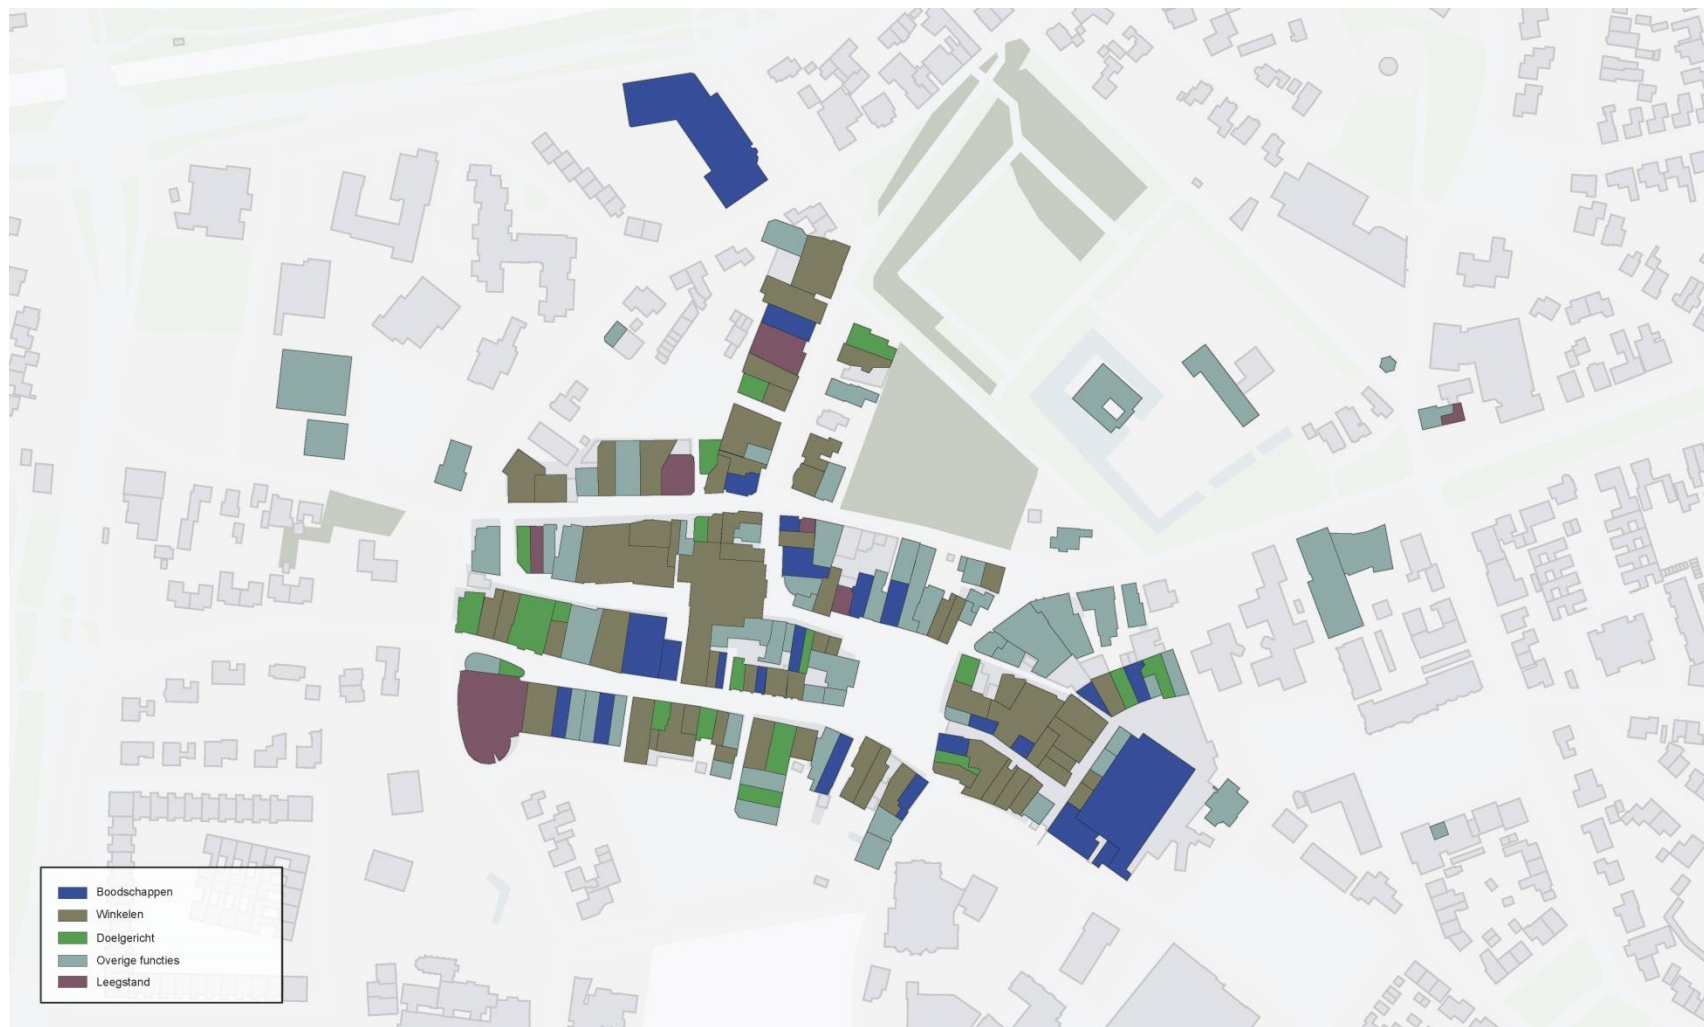 Boodschappen
Winkelen
Doelgericht
Overige functies
Leegstand